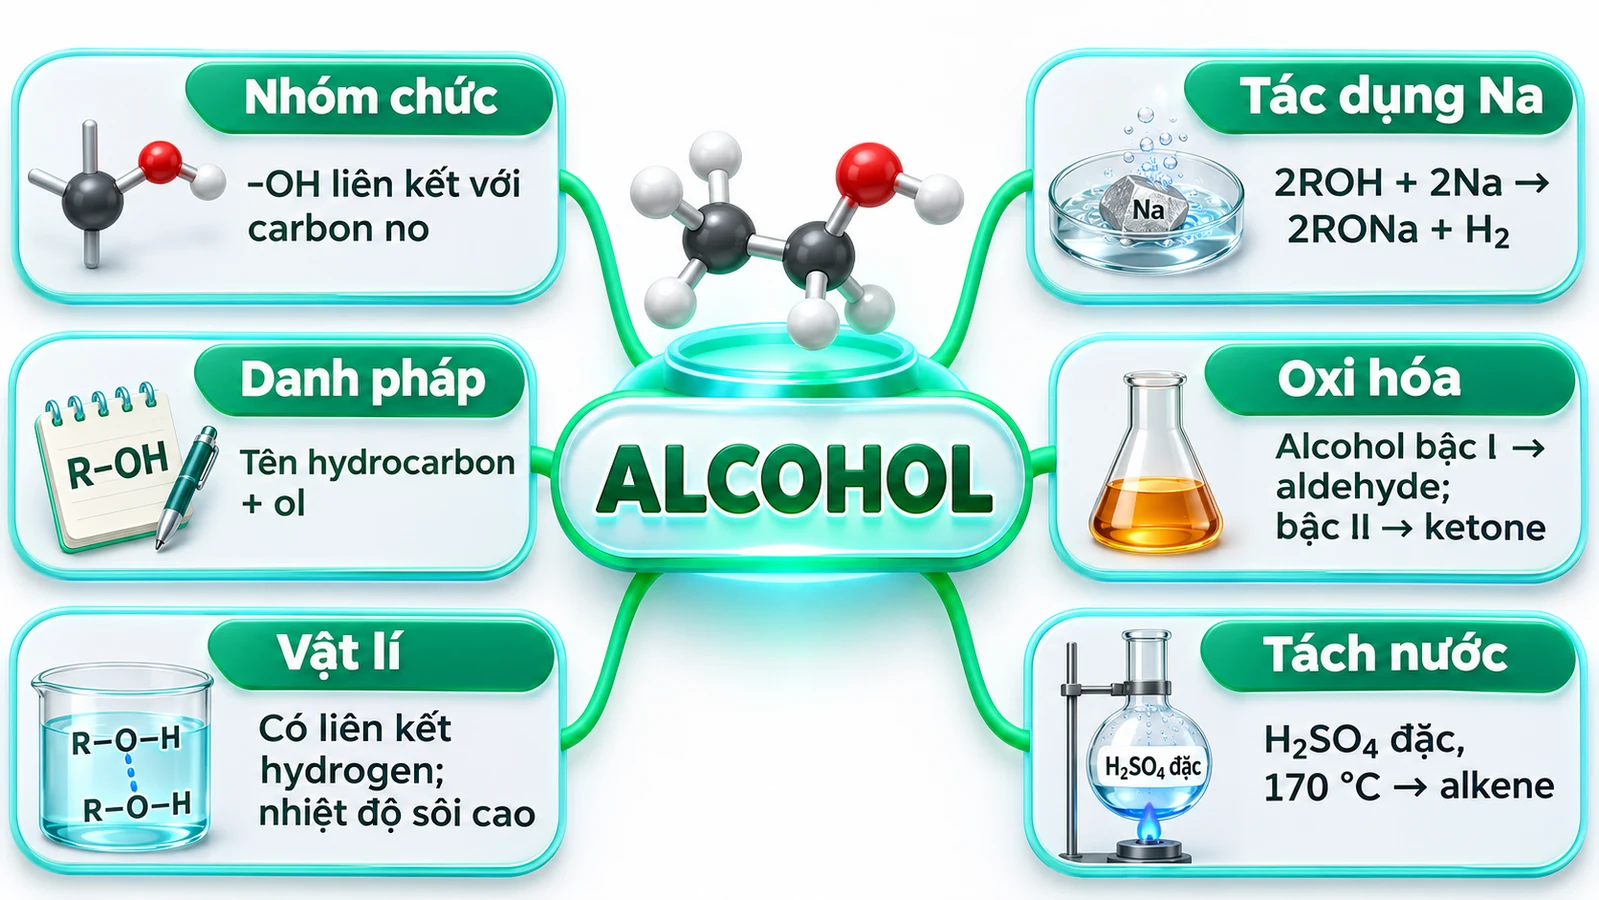 Nhóm chức
–OH liên kết với
carbon no
Danh pháp
R–OH
Tên hydrocarbon
+ ol
Vật lí
R–O–H
R–O–H
Có liên kết
hydrogen;
nhiệt độ sôi cao
ALCOHOL
Tác dụng Na
Na
2ROH + 2Na →
2RONa + H₂
Oxi hóa
Alcohol bậc I →
aldehyde;
bậc II → ketone
Tách nước
H₂SO₄ đặc
H₂SO₄ đặc,
170 °C → alkene